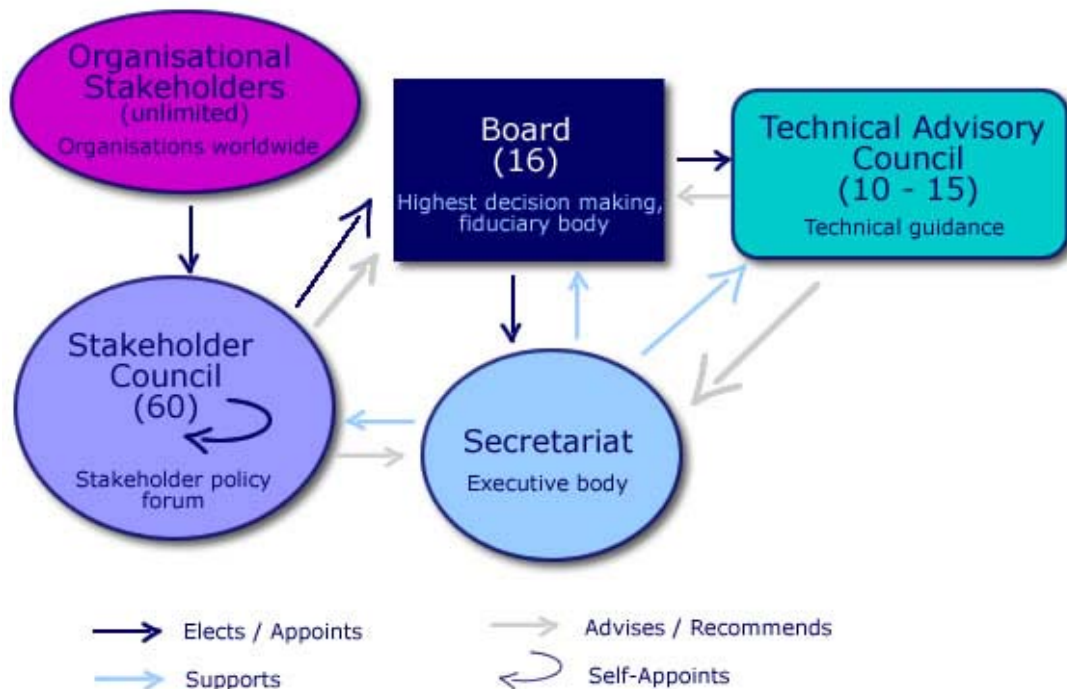 Organisational
Stakeholders
(unlimited)
Organisations worldwide
Board
(16)
Highest decision making,
fiduciary body
Technical Advisory
Council
(10 - 15)
Technical guidance
Stakeholder
Council
(60)
Stakeholder policy
forum
Secretariat
Executive body
Elects / Appoints
Advises / Recommends
Supports
Self-Appoints